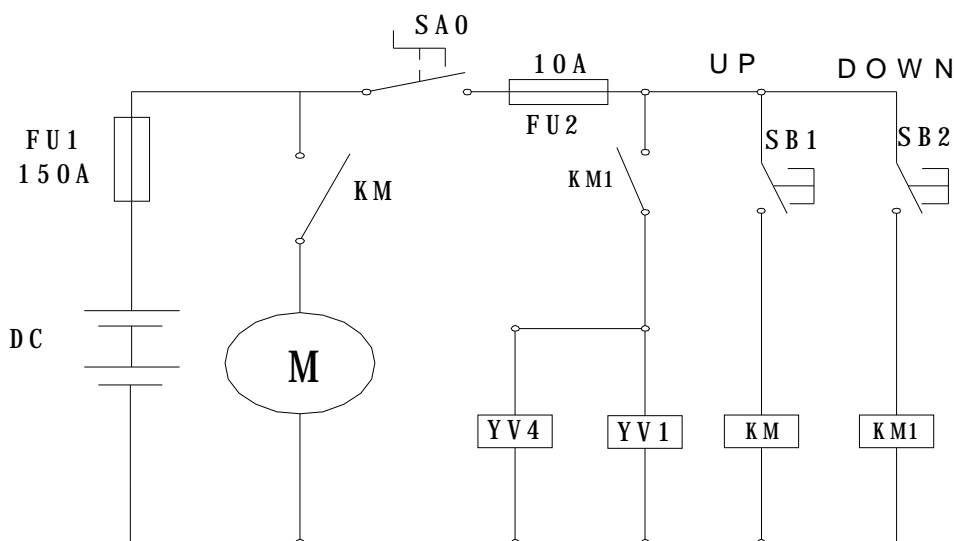 SA0
10A
UP
DOWN
FU1
150A
FU2
SB1
SB2
KM
KM1
DC
M
YV4
YV1
KM
KM1